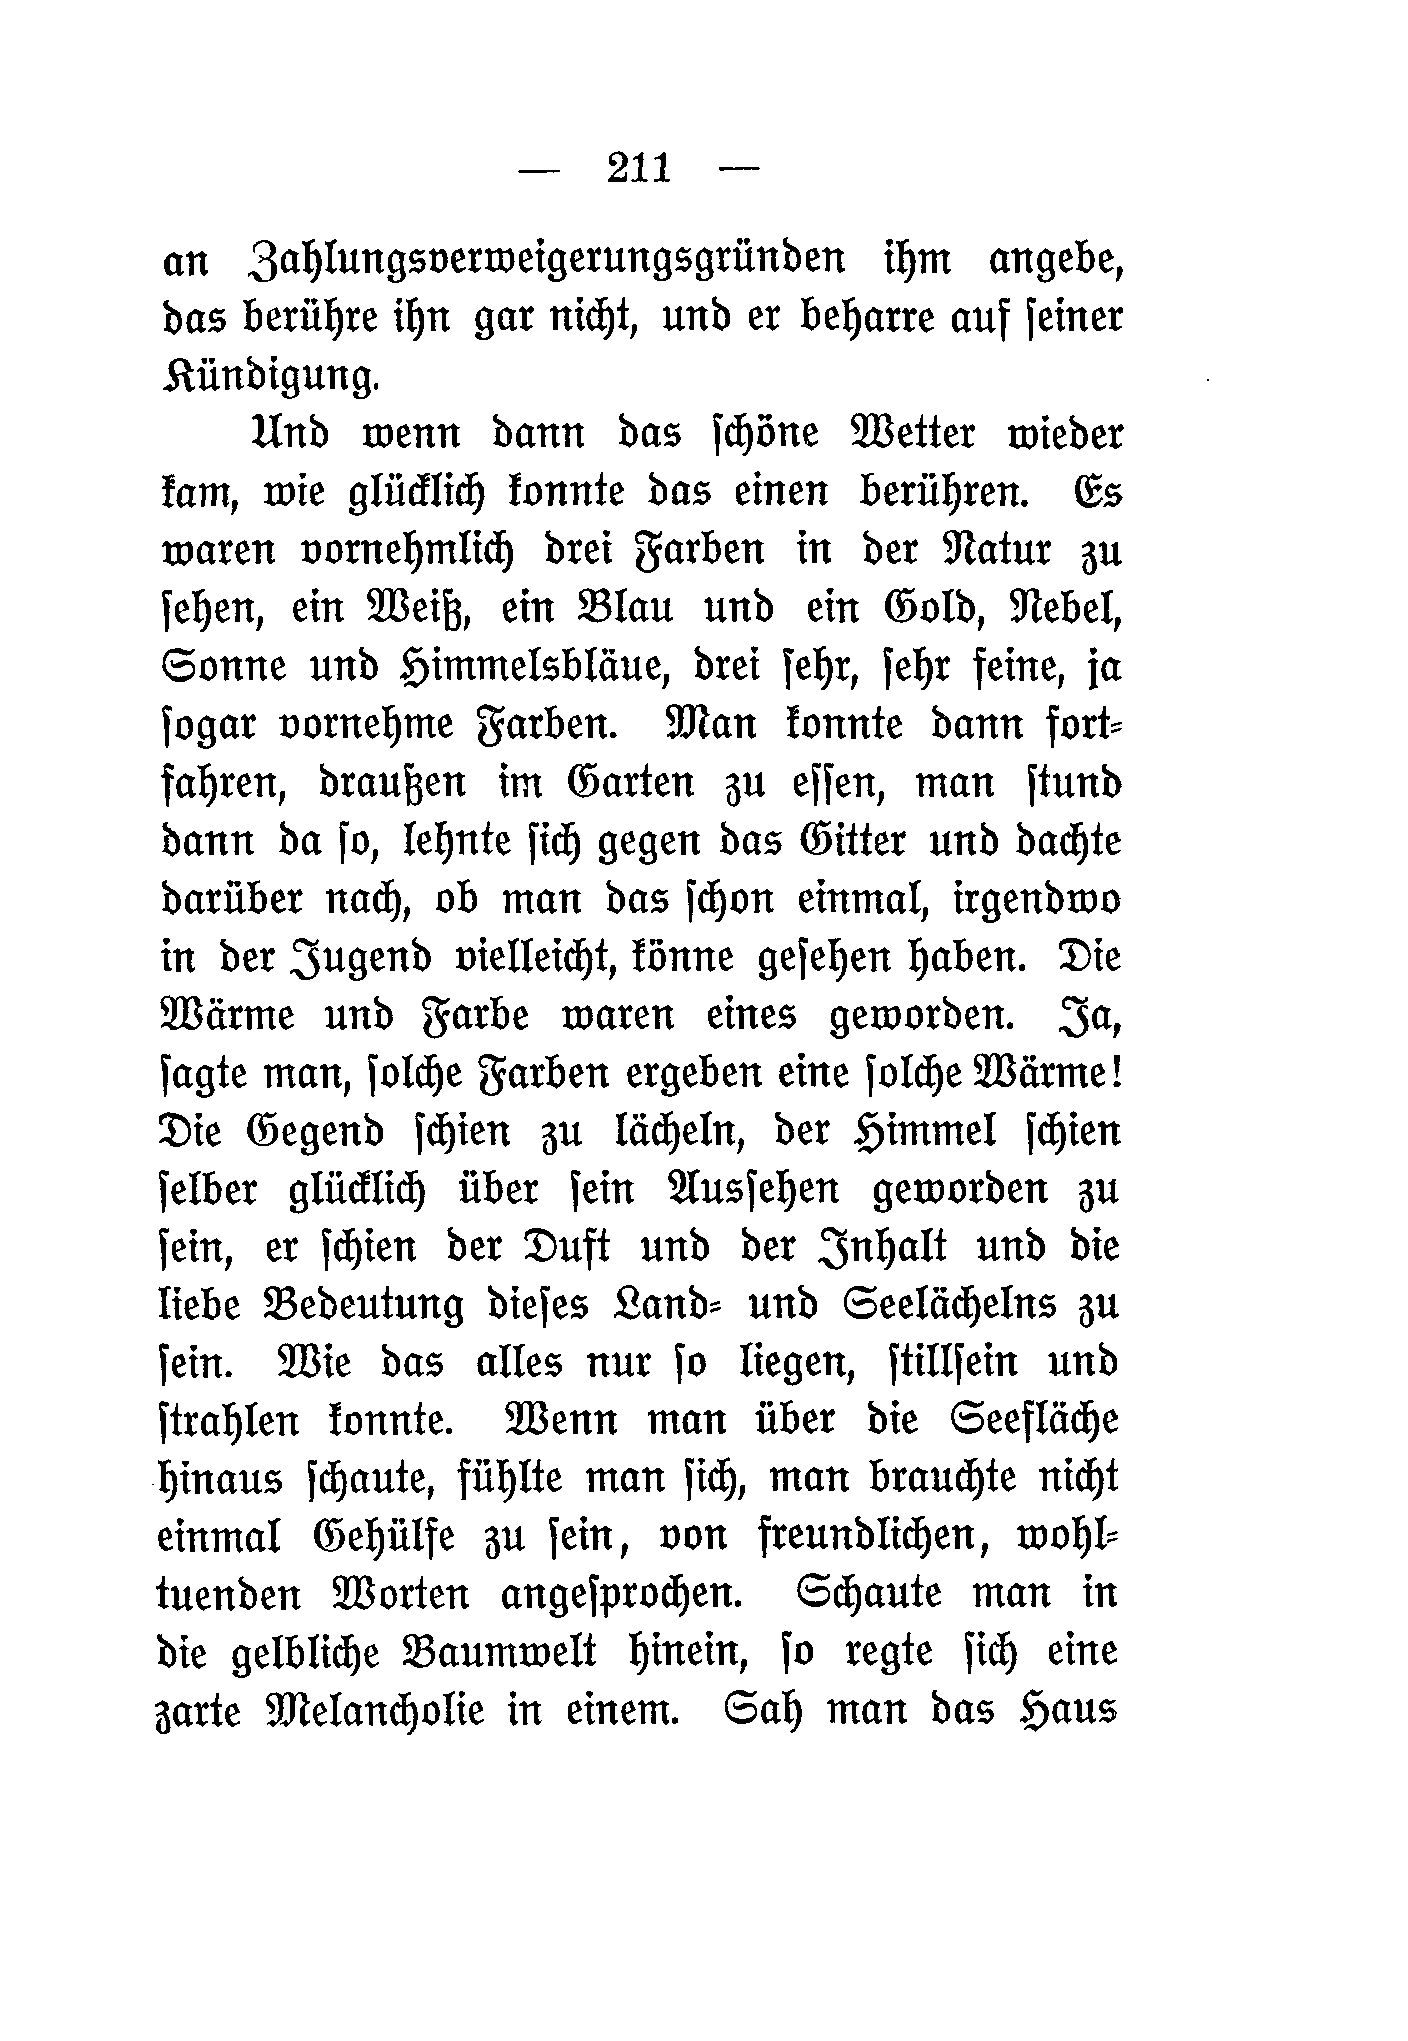 — 211 —
an Zahlungsverweigerungsgründen ihm angebe,
das berühre ihn gar nicht, und er beharre auf ſeiner
Kündigung.
Und wenn dann das ſchöne Wetter wieder
kam, wie glücklich konnte das einen berühren. Es
waren vornehmlich drei Farben in der Natur zu
ſehen, ein Weiß, ein Blau und ein Gold, Nebel,
Sonne und Himmelsbläue, drei ſehr, ſehr feine, ja
ſogar vornehme Farben. Man konnte dann fort⸗
fahren, draußen im Garten zu eſſen, man ſtund
dann da ſo, lehnte ſich gegen das Gitter und dachte
darüber nach, ob man das ſchon einmal, irgendwo
in der Jugend vielleicht, könne geſehen haben. Die
Wärme und Farbe waren eines geworden. Ja,
ſagte man, ſolche Farben ergeben eine ſolche Wärme!
Die Gegend ſchien zu lächeln, der Himmel ſchien
ſelber glücklich über ſein Ausſehen geworden zu
ſein, er ſchien der Duft und der Inhalt und die
liebe Bedeutung dieſes Land⸗ und Seelächelns zu
ſein. Wie das alles nur ſo liegen, ſtillſein und
ſtrahlen konnte. Wenn man über die Seefläche
hinaus ſchaute, fühlte man ſich, man brauchte nicht
einmal Gehülfe zu ſein, von freundlichen, wohl⸗
tuenden Worten angeſprochen. Schaute man in
die gelbliche Baumwelt hinein, ſo regte ſich eine
zarte Melancholie in einem. Sah man das Haus